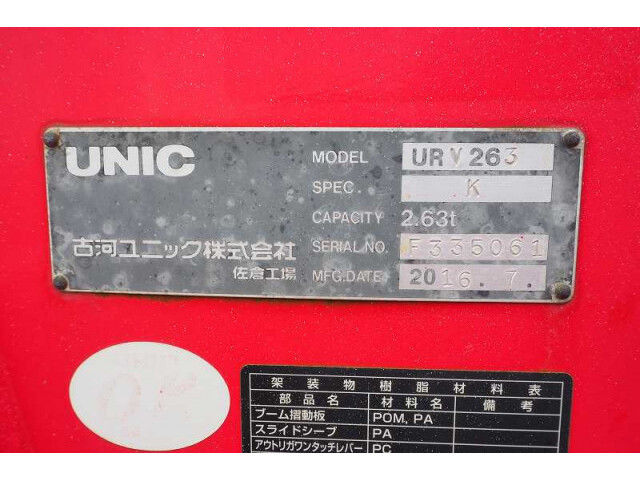 UNIC
古河ユニック株式会社
佐倉工場
MODEL URV263
SPEC. K
CAPACITY 2.63t
SERIAL NO. F335061
MFG.DATE 2016.7.
架装物樹脂材料表
部品名 材料名 備考
ブーム摺動板 POM, PA
スライドシーブ PA
アウトリガワンタッチレバー PC